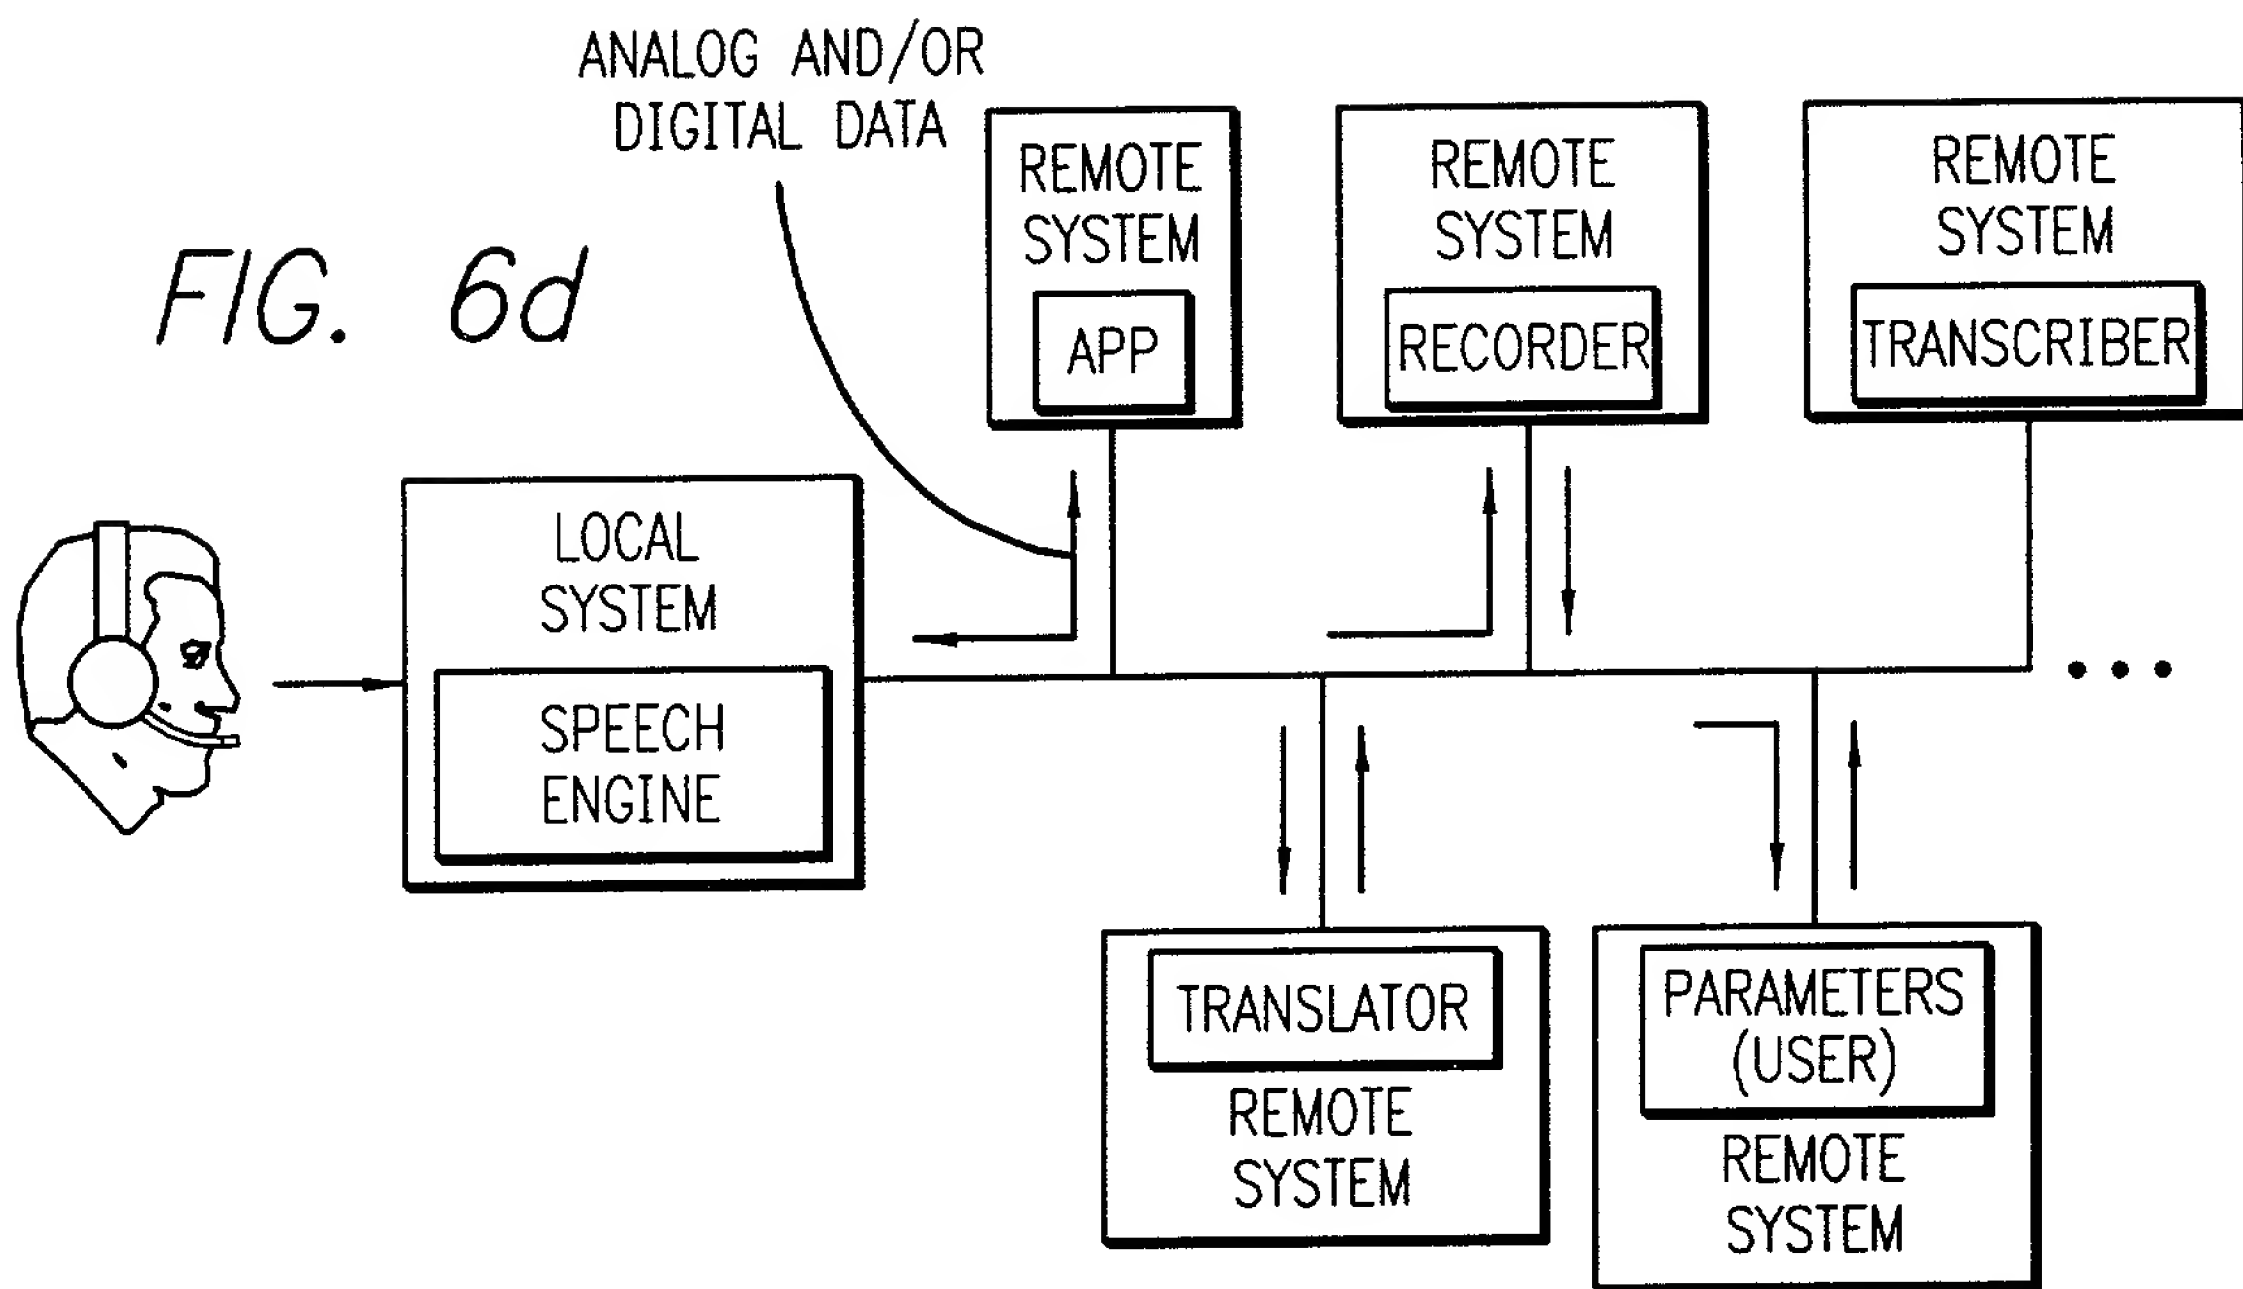 ANALOG AND/OR
DIGITAL DATA
FIG. 6d
REMOTE
SYSTEM
APP
REMOTE
SYSTEM
RECORDER
REMOTE
SYSTEM
TRANSCRIBER
LOCAL
SYSTEM
SPEECH
ENGINE
TRANSLATOR
REMOTE
SYSTEM
PARAMETERS
(USER)
REMOTE
SYSTEM